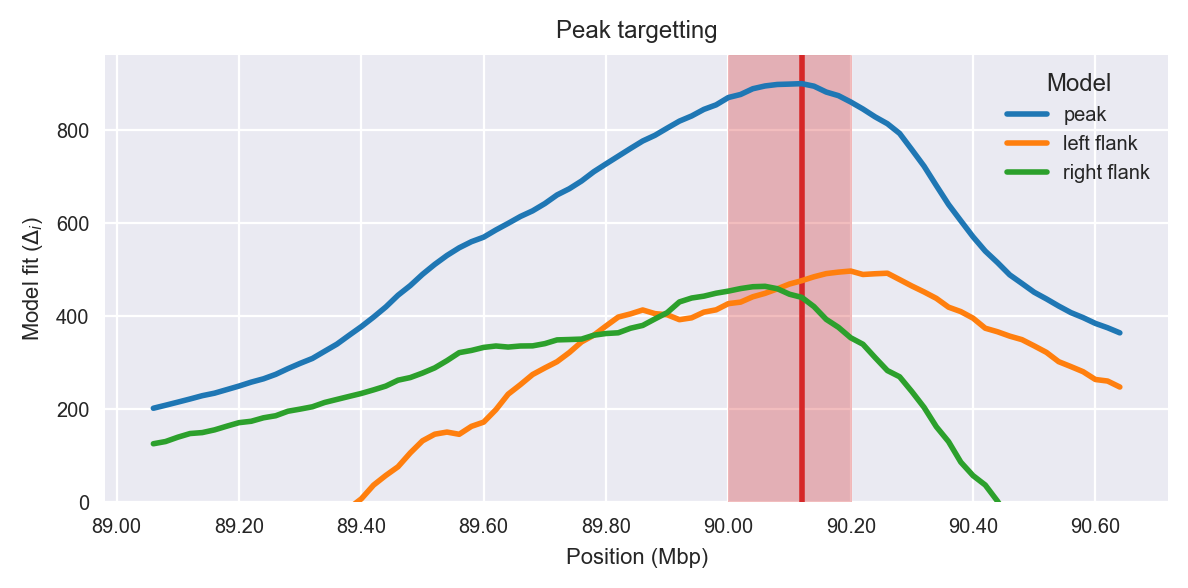 Peak targetting
Model
peak
left flank
right flank
Model fit (Δi)
800
600
400
200
0
89.00 89.20 89.40 89.60 89.80 90.00 90.20 90.40 90.60
Position (Mbp)